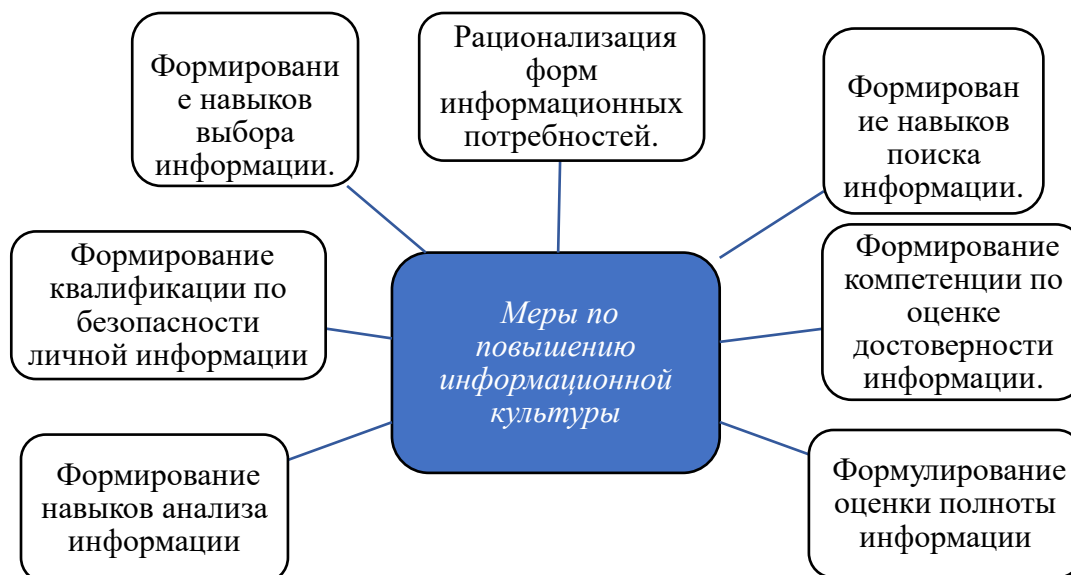 Формировани
е навыков
выбора
информации.
Рационализация
форм
информационных
потребностей.
Формирован
ие навыков
поиска
информации.
Формирование
квалификации по
безопасности
личной информации
Меры по
повышению
информационной
культуры
Формирование
компетенции по
оценке
достоверности
информации.
Формирование
навыков анализа
информации
Формулирование
оценки полноты
информации